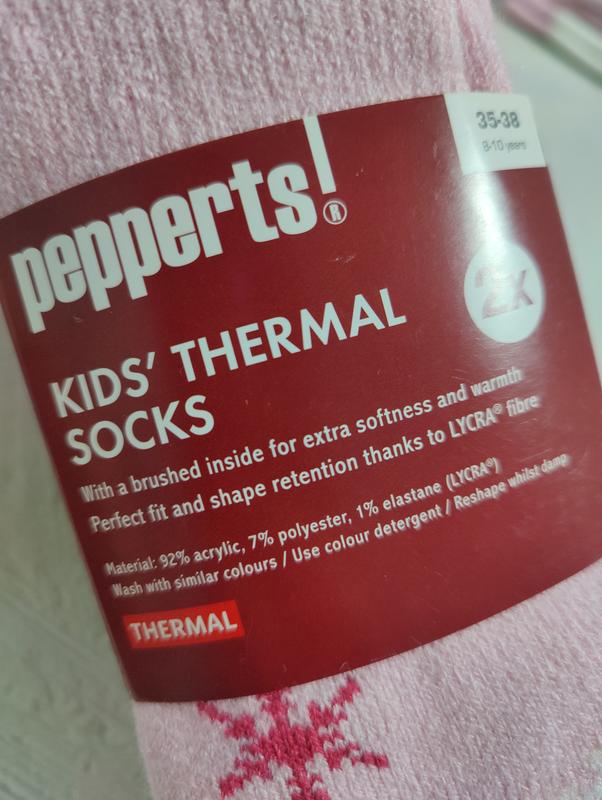 35-38
8-10 years
pepperts!®
2x
KIDS' THERMAL
SOCKS
With a brushed inside for extra softness and warmth
Perfect fit and shape retention thanks to LYCRA® fibre
Material: 92% acrylic, 7% polyester, 1% elastane (LYCRA®)
Wash with similar colours / Use colour detergent / Reshape whilst damp
THERMAL